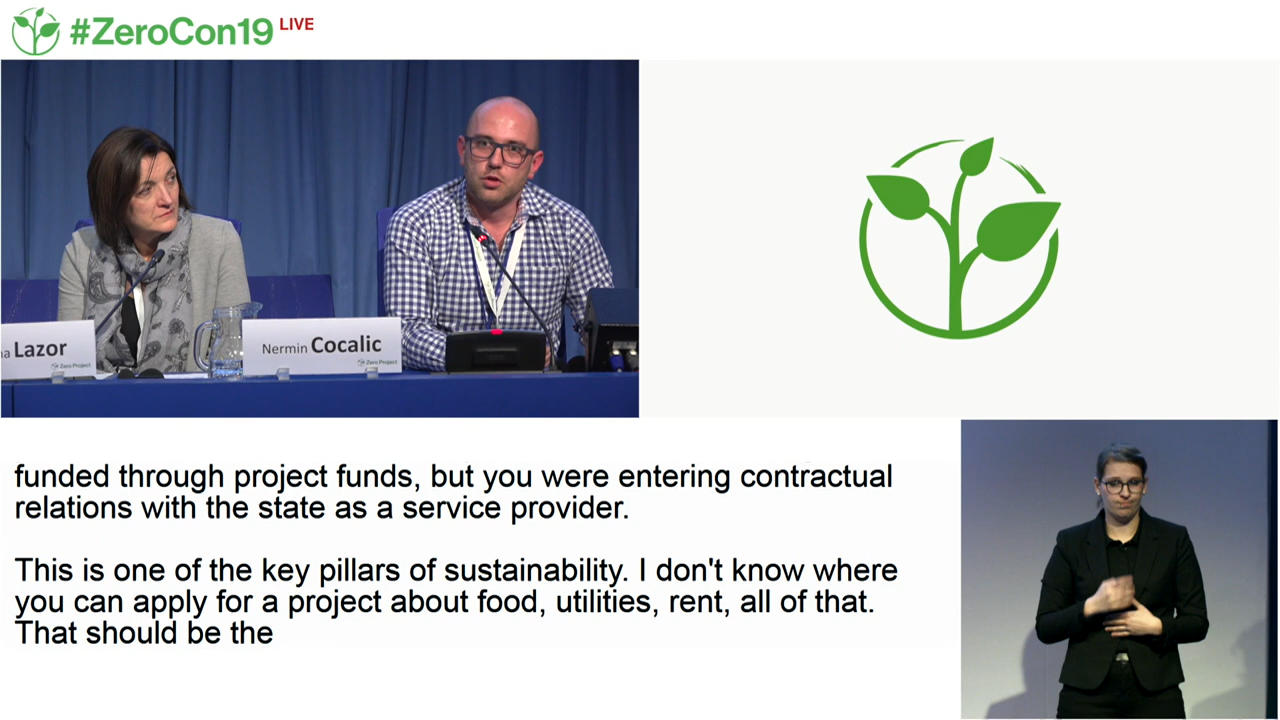 #ZeroCon19 LIVE
na Lazor
Zero Project
Nermin Cocalic
Zero Project
funded through project funds, but you were entering contractual
relations with the state as a service provider.
This is one of the key pillars of sustainability. I don't know where
you can apply for a project about food, utilities, rent, all of that.
That should be the